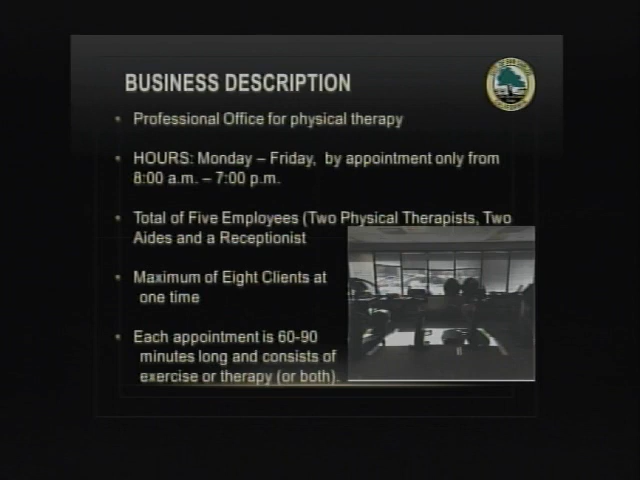 BUSINESS DESCRIPTION
• Professional Office for physical therapy
• HOURS: Monday – Friday, by appointment only from
8:00 a.m. – 7:00 p.m.
• Total of Five Employees (Two Physical Therapists, Two
Aides and a Receptionist
• Maximum of Eight Clients at
one time
• Each appointment is 60-90
minutes long and consists of
exercise or therapy (or both).